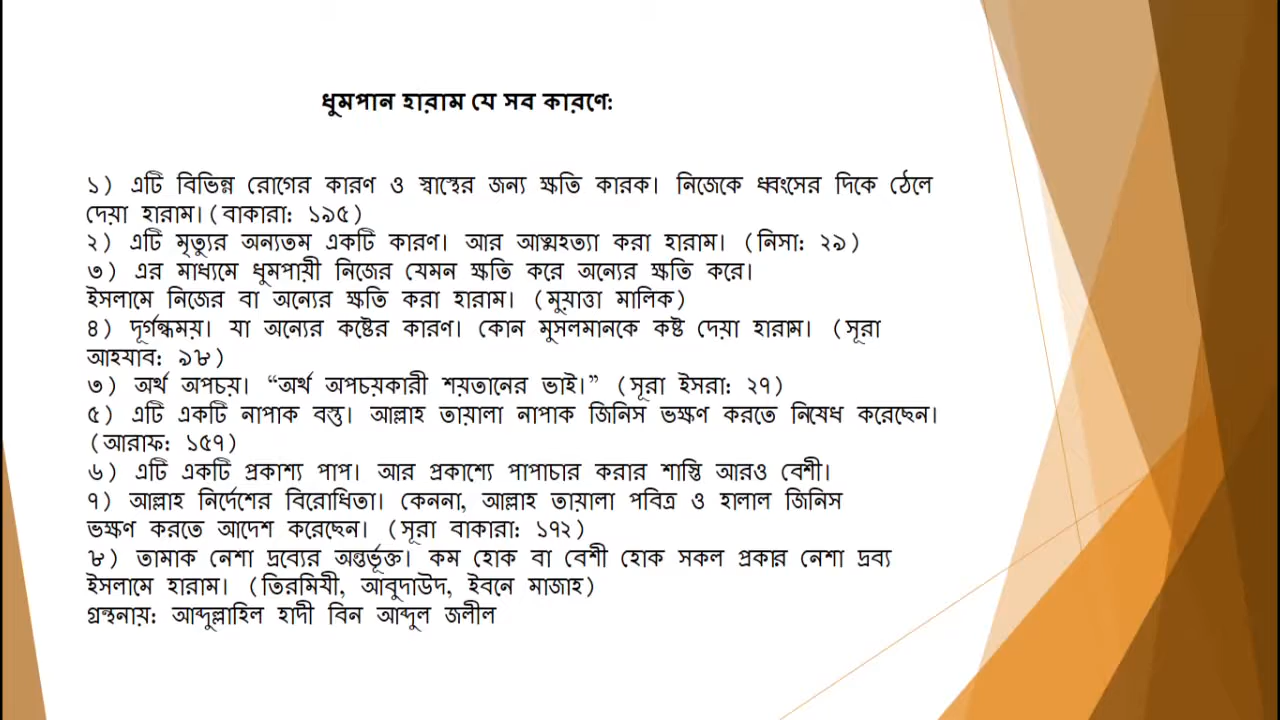 ধুমপান হারাম যে সব কারণে:
১) এটি বিভিন্ন রোগের কারণ ও স্বাস্থের জন্য ক্ষতি কারক। নিজেকে ধ্বংসের দিকে ঠেলে
দেয়া হারাম।(বাকারা: ১৯৫)
২) এটি মৃত্যুর অন্যতম একটি কারণ। আর আত্মহত্যা করা হারাম। (নিসা: ২৯)
৩) এর মাধ্যমে ধুমপায়ী নিজের যেমন ক্ষতি করে অন্যের ক্ষতি করে।
ইসলামে নিজের বা অন্যের ক্ষতি করা হারাম। (মুয়াত্তা মালিক)
৪) দূর্গন্ধময়। যা অন্যের কষ্টের কারণ। কোন মুসলমানকে কষ্ট দেয়া হারাম। (সূরা
আহযাব: ৯৮)
৩) অর্থ অপচয়। “অর্থ অপচয়কারী শয়তানের ভাই।” (সূরা ইসরা: ২৭)
৫) এটি একটি নাপাক বস্তু। আল্লাহ তায়ালা নাপাক জিনিস ভক্ষণ করতে নিষেধ করেছেন।
(আরাফ: ১৫৭)
৬) এটি একটি প্রকাশ্য পাপ। আর প্রকাশ্যে পাপাচার করার শাস্তি আরও বেশী।
৭) আল্লাহ নির্দেশের বিরোধিতা। কেননা, আল্লাহ তায়ালা পবিত্র ও হালাল জিনিস
ভক্ষণ করতে আদেশ করেছেন। (সূরা বাকারা: ১৭২)
৮) তামাক নেশা দ্রব্যের অন্তর্ভূক্ত। কম হোক বা বেশী হোক সকল প্রকার নেশা দ্রব্য
ইসলামে হারাম। (তিরমিযী, আবুদাউদ, ইবনে মাজাহ)
গ্রন্থনায়: আব্দুল্লাহিল হাদী বিন আব্দুল জলীল